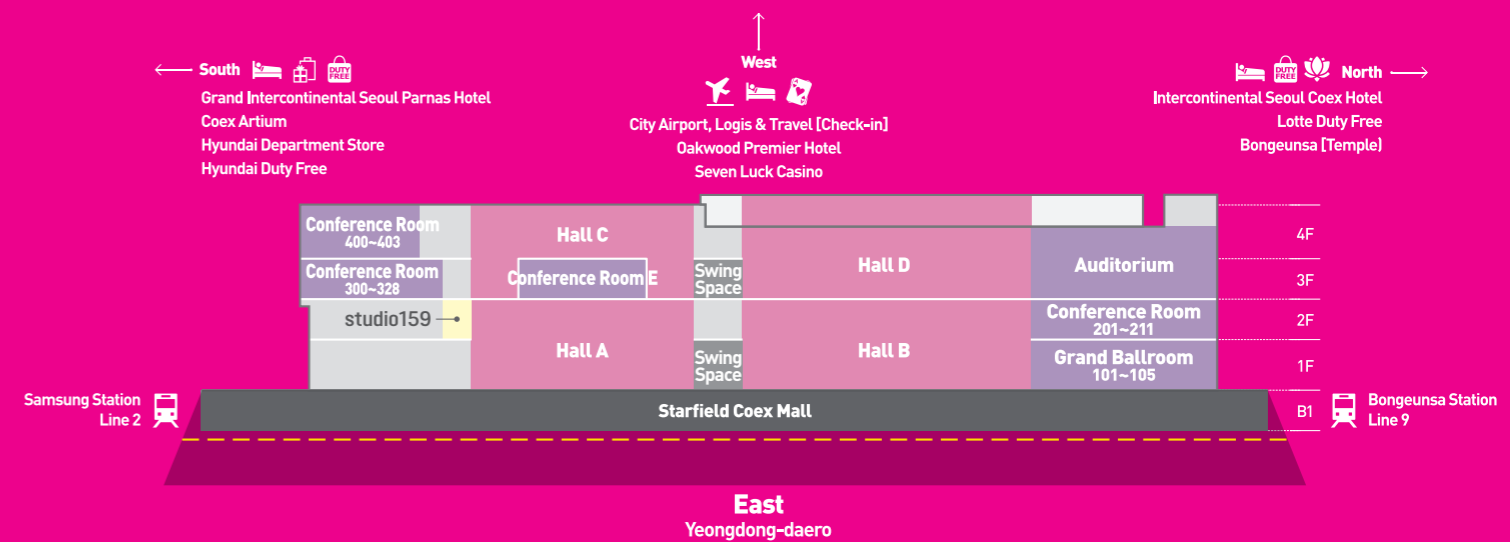 South
DUTY FREE
Grand Intercontinental Seoul Parnas Hotel
Coex Artium
Hyundai Department Store
Hyundai Duty Free
West
City Airport, Logis & Travel [Check-in]
Oakwood Premier Hotel
Seven Luck Casino
DUTY FREE
North
Intercontinental Seoul Coex Hotel
Lotte Duty Free
Bongeunsa [Temple]
Conference Room
400~403
Hall C
4F
Conference Room
300~328
Conference Room E
Swing
Space
Hall D
Auditorium
3F
studio159
Conference Room
201~211
2F
Hall A
Swing
Space
Hall B
Grand Ballroom
101~105
1F
Samsung Station
Line 2
Starfield Coex Mall
B1
Bongeunsa Station
Line 9
East
Yeongdong-daero